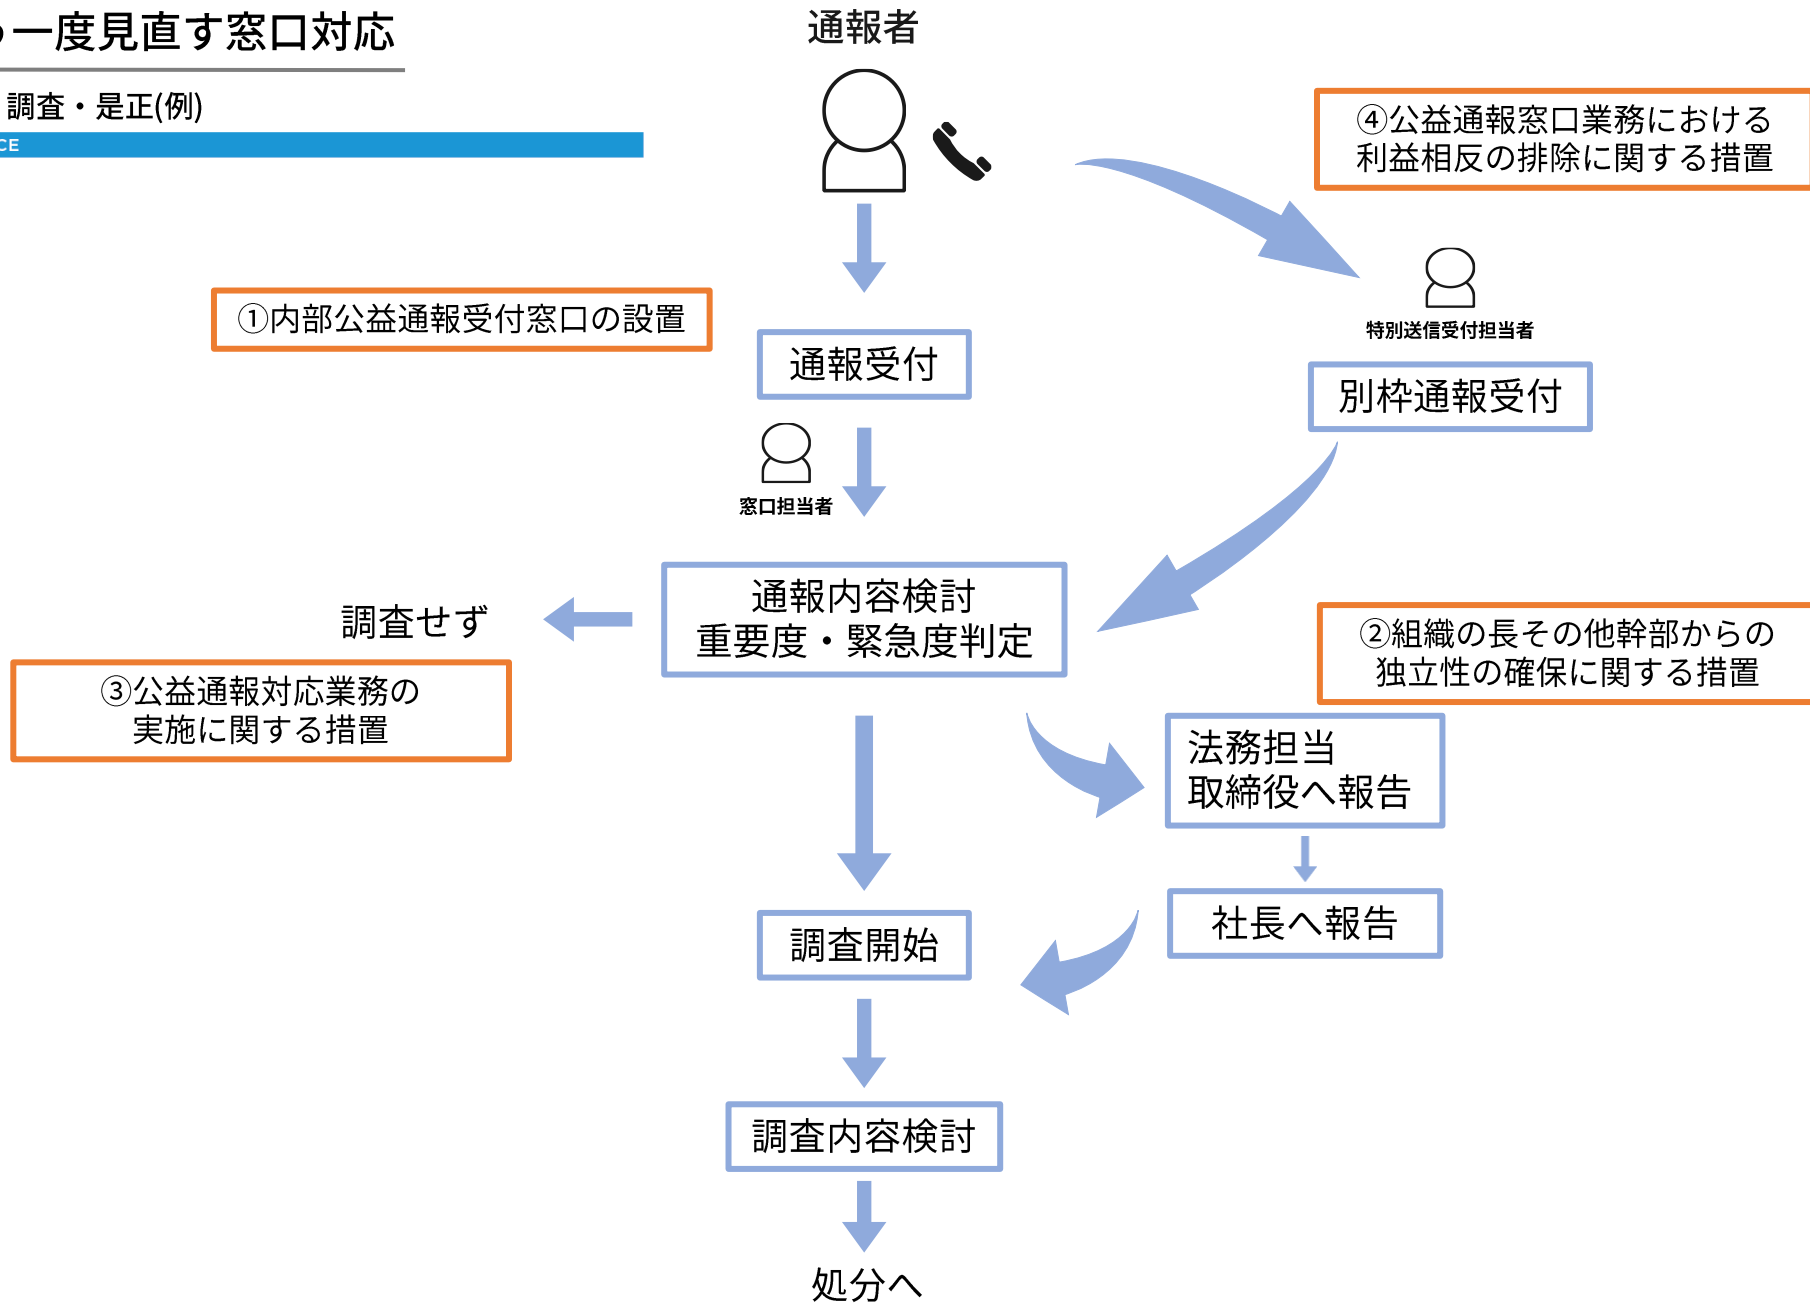 一度見直す窓口対応
調査・是正(例)
CE
通報者
④公益通報窓口業務における
利益相反の排除に関する措置
特別送信受付担当者
①内部公益通報受付窓口の設置
通報受付
別枠通報受付
窓口担当者
通報内容検討
重要度・緊急度判定
調査せず
②組織の長その他幹部からの
独立性の確保に関する措置
③公益通報対応業務の
実施に関する措置
法務担当
取締役へ報告
社長へ報告
調査開始
調査内容検討
処分へ